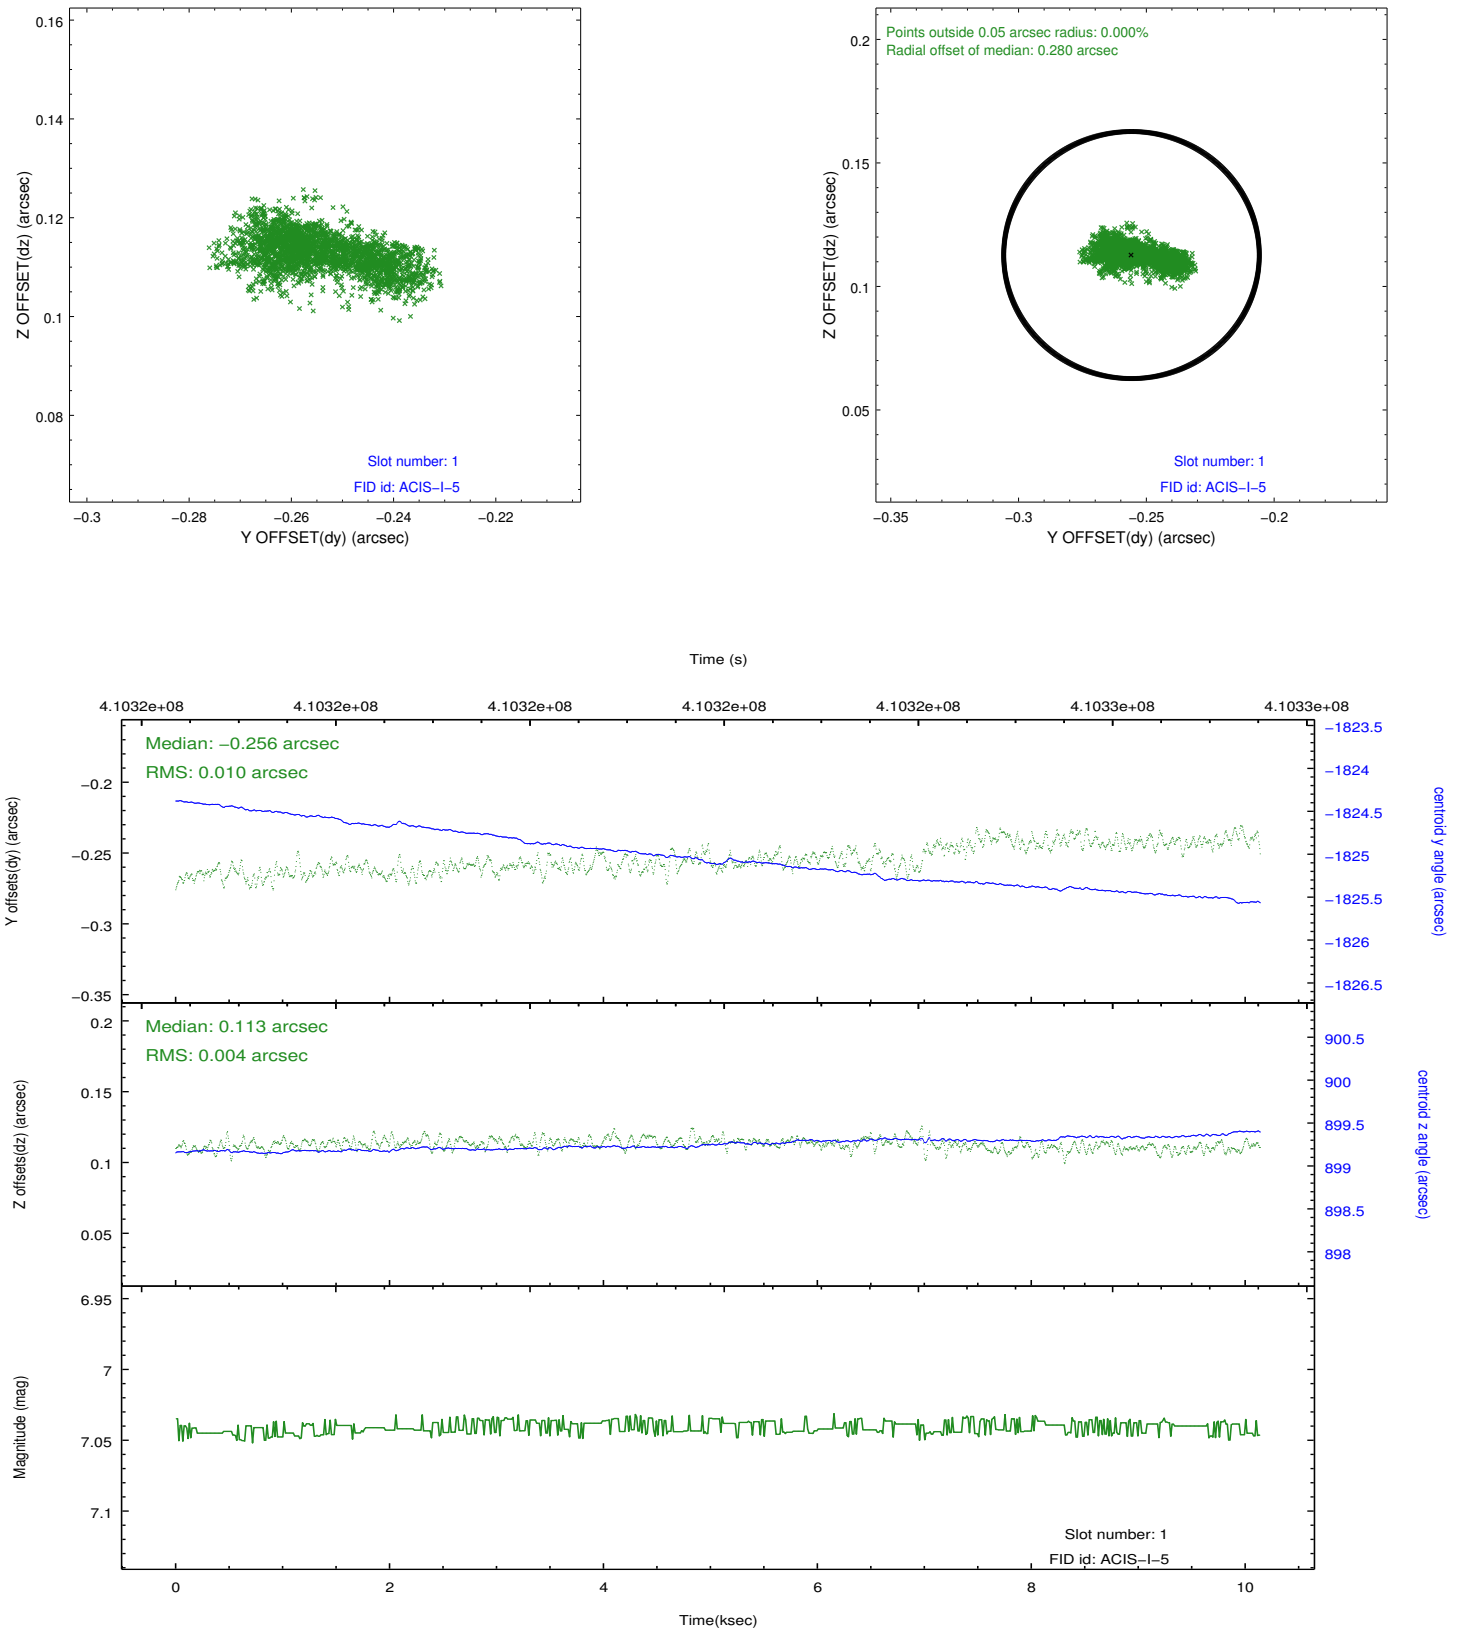 0.16
0.14
0.12
0.1
0.08
Z OFFSET(dz) (arcsec)
−0.3
−0.28
−0.26
−0.24
−0.22
Y OFFSET(dy) (arcsec)
Slot number: 1
FID id: ACIS−I−5
Points outside 0.05 arcsec radius: 0.000%
Radial offset of median: 0.280 arcsec
0.2
0.15
0.1
0.05
Z OFFSET(dz) (arcsec)
−0.35
−0.3
−0.25
−0.2
Y OFFSET(dy) (arcsec)
Slot number: 1
FID id: ACIS−I−5
Time (s)
4.1032e+08
4.1032e+08
4.1032e+08
4.1032e+08
4.1032e+08
4.1033e+08
4.1033e+08
Median: −0.256 arcsec
RMS: 0.010 arcsec
−0.2
−0.25
−0.3
−0.35
Y offsets(dy) (arcsec)
−1823.5
−1824
−1824.5
−1825
−1825.5
−1826
−1826.5
centroid y angle (arcsec)
Median: 0.113 arcsec
RMS: 0.004 arcsec
0.2
0.15
0.1
0.05
Z offsets(dz) (arcsec)
900.5
900
899.5
899
898.5
898
centroid z angle (arcsec)
6.95
7
7.05
7.1
Magnitude (mag)
Slot number: 1
FID id: ACIS−I−5
0
2
4
6
8
10
Time(ksec)